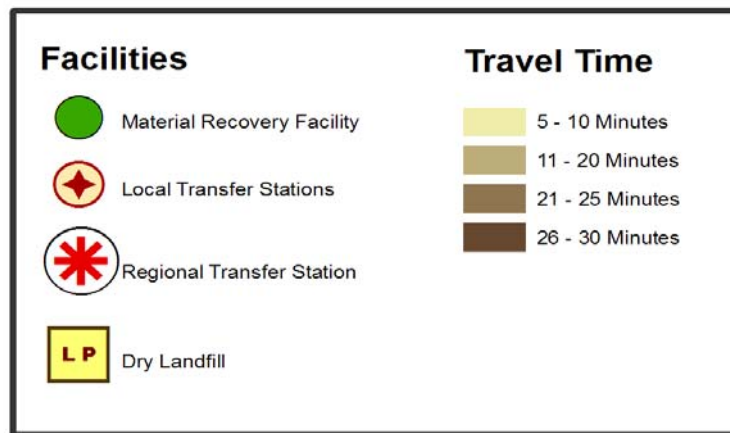 Facilities
Material Recovery Facility
Local Transfer Stations
Regional Transfer Station
L P
Dry Landfill
Travel Time
5 - 10 Minutes
11 - 20 Minutes
21 - 25 Minutes
26 - 30 Minutes